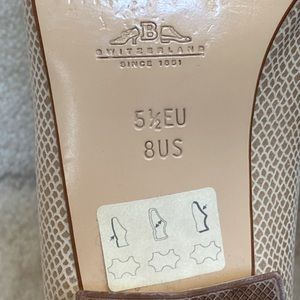 B
SWITZERLAND
SINCE 1851
5½EU
8US